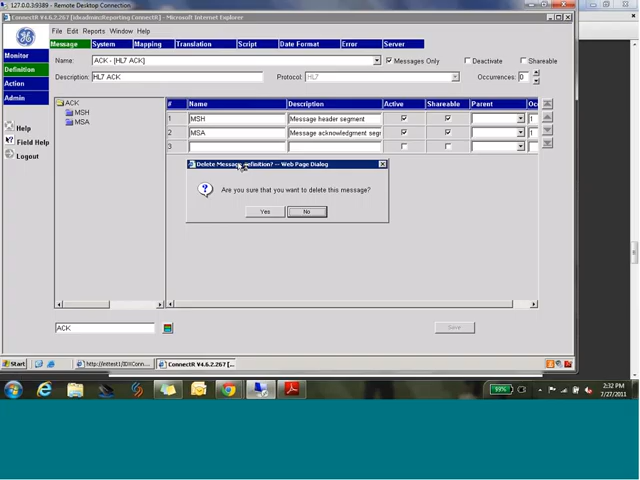 127.0.0.3:9389 - Remote Desktop Connection
ConnectR V4.6.2.267 [idxadmin:Reporting ConnectR] - Microsoft Internet Explorer
File Edit Reports Window Help
Message System Mapping Translation Script Date Format Error Server
Monitor
Definition
Action
Admin
Help
Field Help
Logout
Name: ACK - [HL7 ACK] Messages Only Deactivate Shareable
Description: HL7 ACK Protocol: HL7 Occurrences: 0
ACK
MSH
MSA
# Name Description Active Shareable Parent
1 MSH Message header segment 1
2 MSA Message acknowledgment segr 1
3
Delete Message Definition? -- Web Page Dialog
Are you sure that you want to delete this message?
Yes No
ACK Save
Start ConnectR V4.6.2.267 [...
99% 2:32 PM
7/27/2011